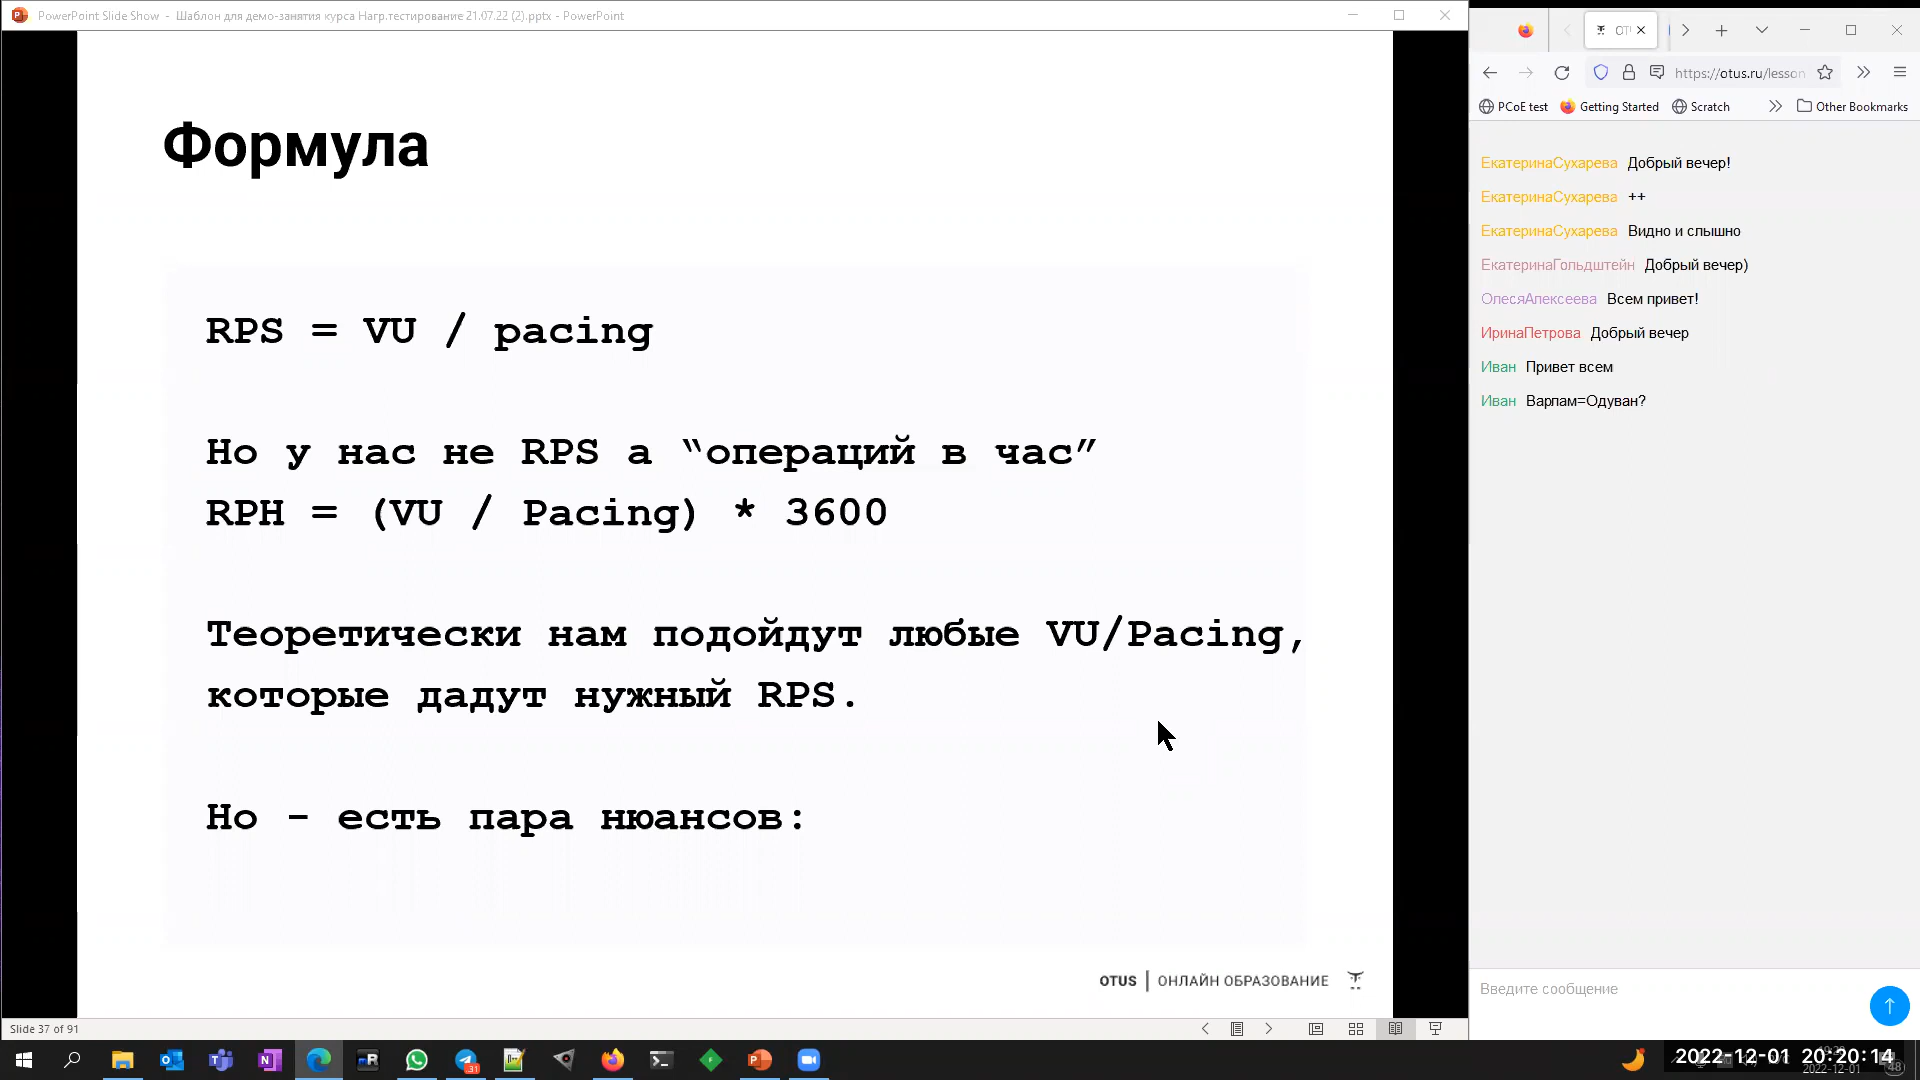 PowerPoint Slide Show - Шаблон для демо-занятия курса Нагр.тестирование 21.07.22 (2).pptx - PowerPoint
Формула
RPS = VU / pacing
Но у нас не RPS а “операций в час”
RPH = (VU / Pacing) * 3600
Теоретически нам подойдут любые VU/Pacing,
которые дадут нужный RPS.
Но - есть пара нюансов:
OTUS | ОНЛАЙН ОБРАЗОВАНИЕ
Slide 37 of 91
https://otus.ru/lesson
PCoE test Getting Started Scratch Other Bookmarks
ЕкатеринаСухарева Добрый вечер!
ЕкатеринаСухарева ++
ЕкатеринаСухарева Видно и слышно
ЕкатеринаГольдштейн Добрый вечер)
ОлесяАлексеева Всем привет!
ИринаПетрова Добрый вечер
Иван Привет всем
Иван Варлам=Одуван?
Введите сообщение
2022-12-01 20:20:14
2022-12-01